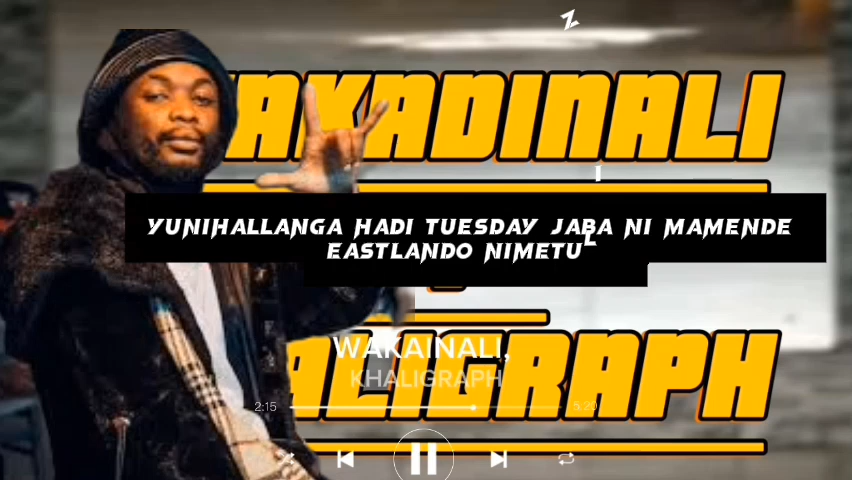 Z
AKADINALI
I
YUNIHALLANGA HADI TUESDAY JABA NI MAMENDE
EASTLANDO NIMETU
L
WAKAINALI,
ALIGRAPH
KHALIGRAPH
2:15 5:20